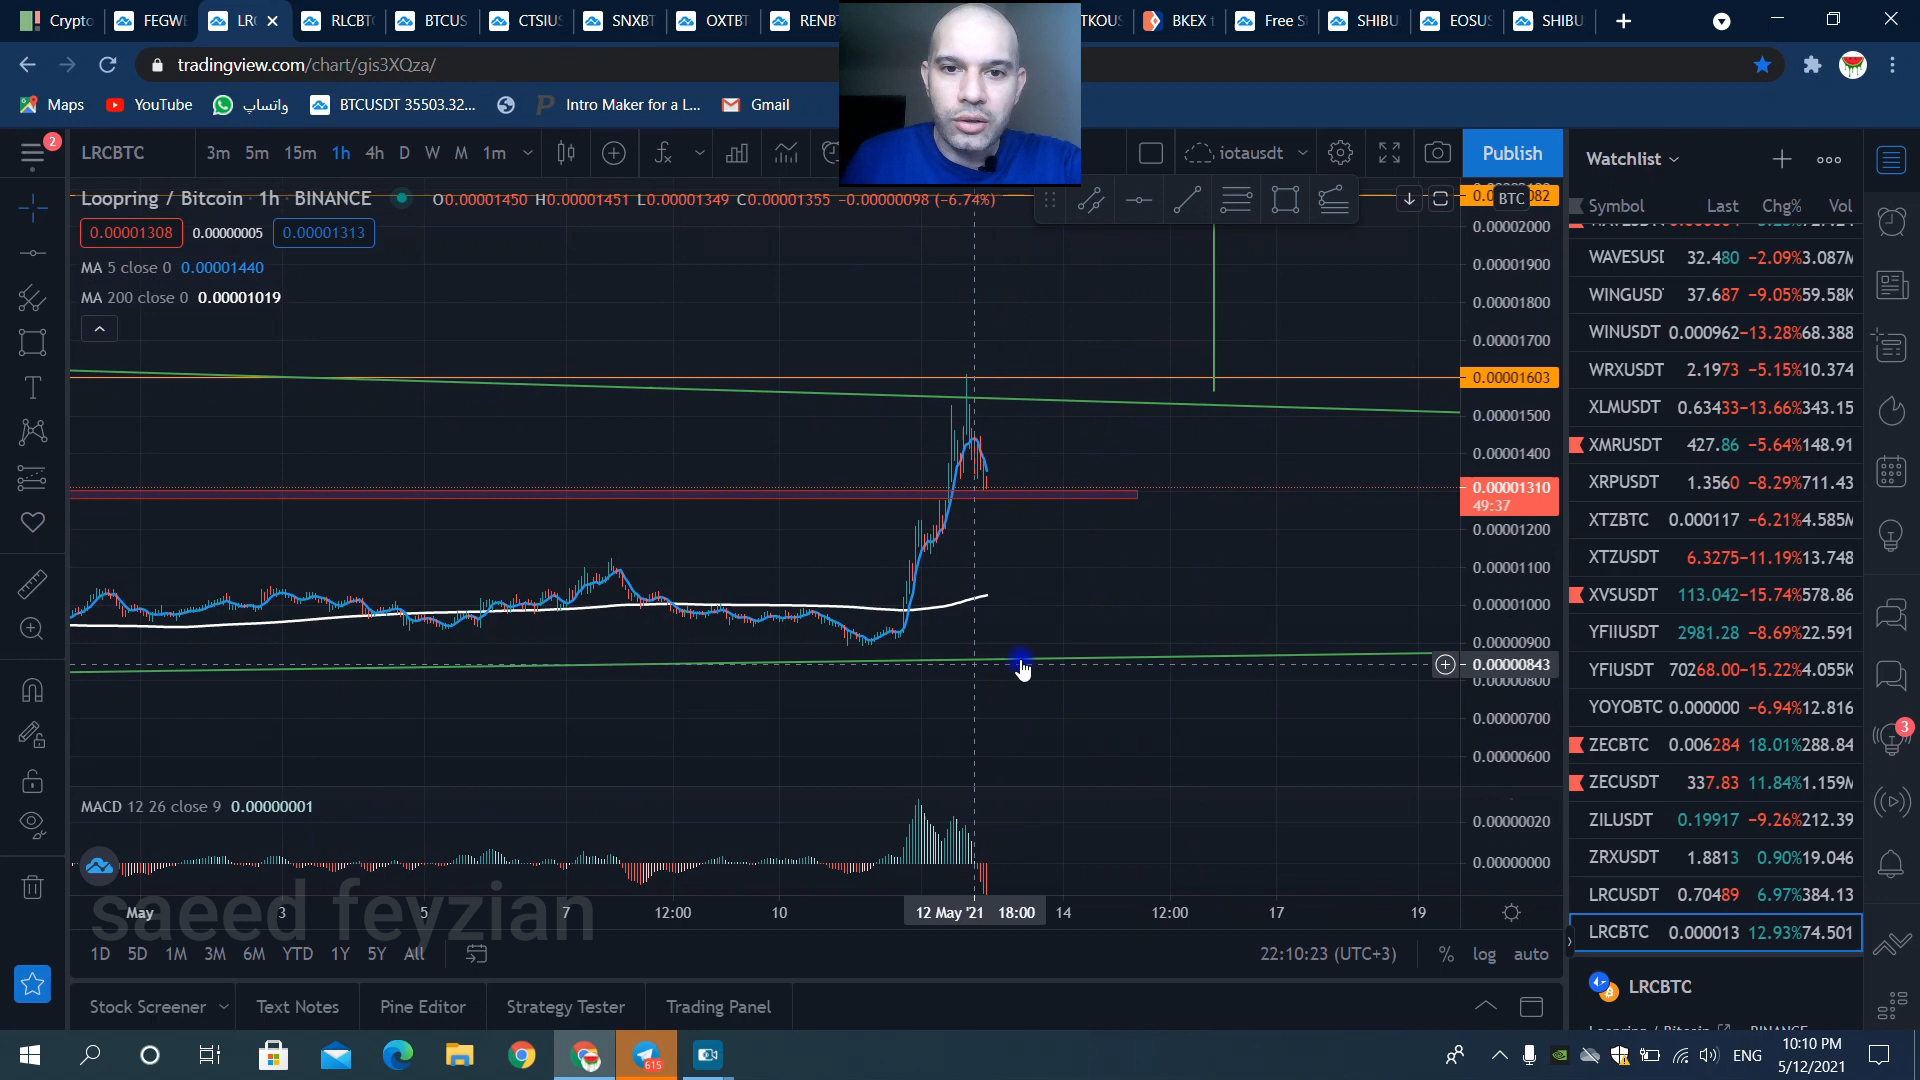 Crypto FEGWE LRC RLCBTC BTCUS CTSIUS SNXBT OXTBT RENBT TKOUS BKEX t Free S SHIBU EOSUS SHIBU
tradingview.com/chart/gis3XQza/
Maps YouTube واتساپ BTCUSDT 35503.32... Intro Maker for a L... Gmail
2 LRCBTC 3m 5m 15m 1h 4h D W M 1m iotausdt Publish Watchlist
Loopring / Bitcoin · 1h · BINANCE O0.00001450 H0.00001451 L0.00001349 C0.00001355 −0.00000098 (−6.74%) BTC
0.00001308 0.00000005 0.00001313
MA 5 close 0 0.00001440
MA 200 close 0 0.00001019
0.00002000
0.00001900
0.00001800
0.00001700
0.00001603
0.00001500
0.00001400
0.00001310
49:37
0.00001200
0.00001100
0.00001000
0.00000900
0.00000843
0.00000800
0.00000700
0.00000600
MACD 12 26 close 9 0.00000001
0.00000020
0.00000000
saeed feyzian
May 3 5 7 12:00 10 12 May '21 18:00 14 12:00 17 19
1D 5D 1M 3M 6M YTD 1Y 5Y All 22:10:23 (UTC+3) % log auto
Stock Screener Text Notes Pine Editor Strategy Tester Trading Panel
Symbol Last Chg% Vol
WAVESUSI 32.480 −2.09% 3.087M
WINGUSD 37.687 −9.05% 59.58K
WINUSDT 0.000962 −13.28% 68.388
WRXUSDT 2.1973 −5.15% 10.374
XLMUSDT 0.63433 −13.66% 343.15
XMRUSDT 427.86 −5.64% 148.91
XRPUSDT 1.3560 −8.29% 711.43
XTZBTC 0.000117 −6.21% 4.585M
XTZUSDT 6.3275 −11.19% 13.748
XVSUSDT 113.042 −15.74% 578.86
YFIIUSDT 2981.28 −8.69% 22.591
YFIUSDT 70268.00 −15.22% 4.055K
YOYOBTC 0.000000 −6.94% 12.816
ZECBTC 0.006284 18.01% 288.84
ZECUSDT 337.83 11.84% 1.159M
ZILUSDT 0.19917 −9.26% 212.39
ZRXUSDT 1.8813 0.90% 19.046
LRCUSDT 0.70489 6.97% 384.13
LRCBTC 0.000013 12.93% 74.501
LRCBTC
3
615
ENG 10:10 PM
5/12/2021